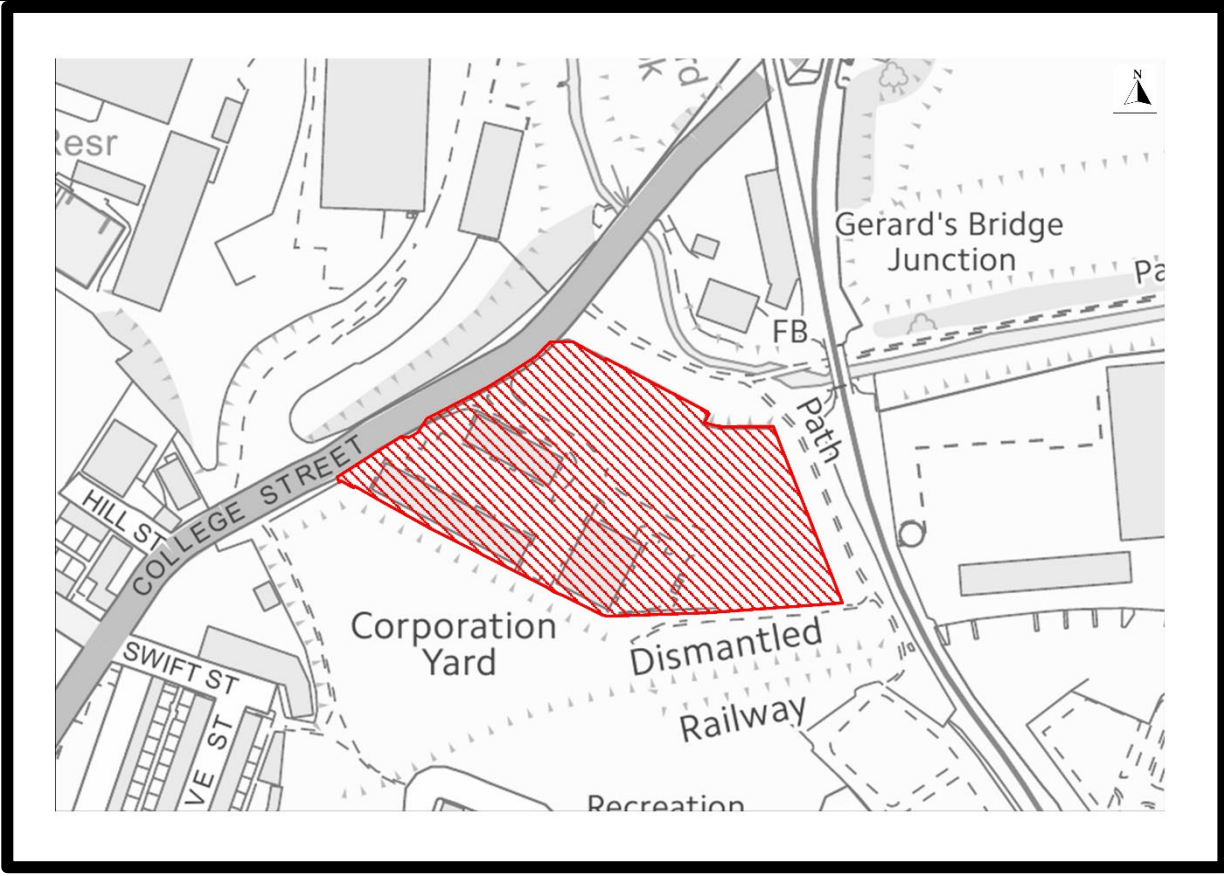 N
Resr
Gerard's Bridge
Junction
Pa
FB
Path
COLLEGE STREET
HILL ST
SWIFT ST
VE ST
Corporation
Yard
Dismantled
Railway
Recreation